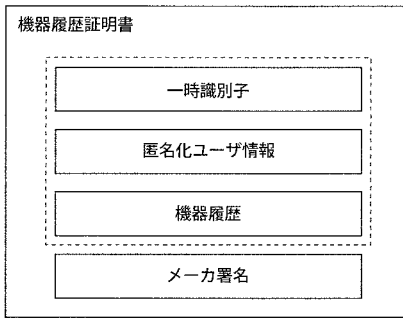 機器履歴証明書
一時識別子
匿名化ユーザ情報
機器履歴
メーカ署名